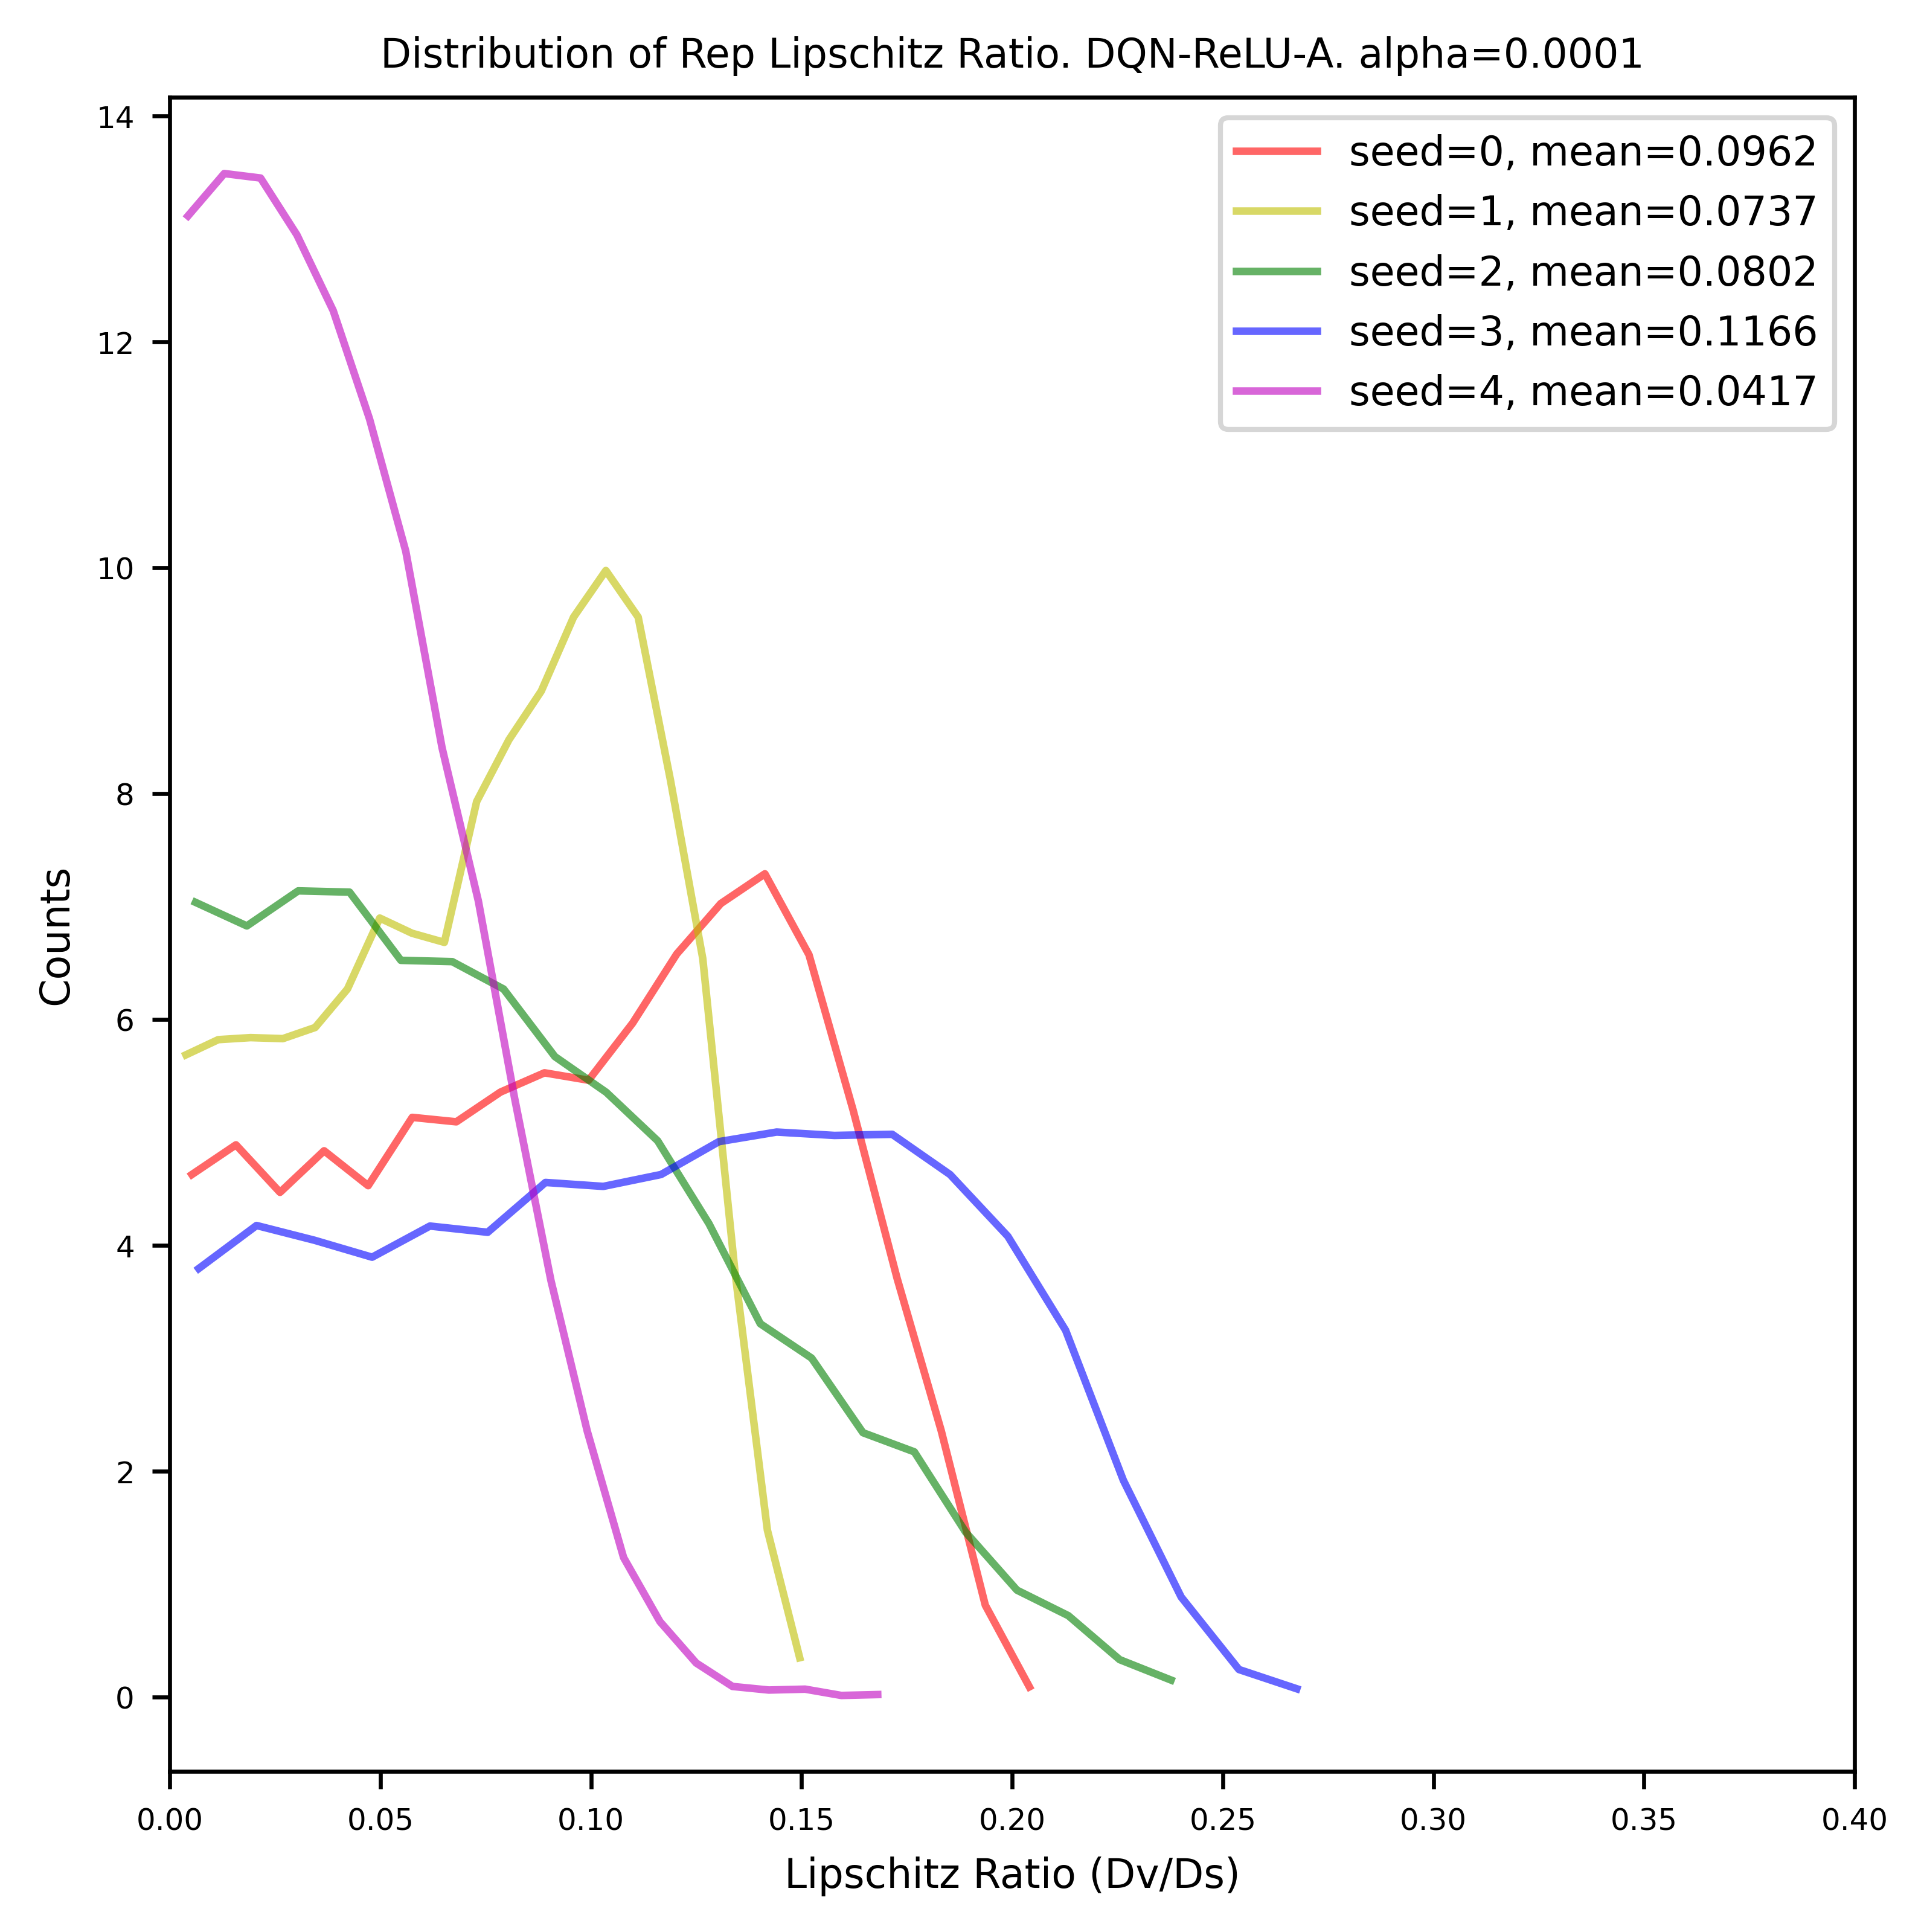 Distribution of Rep Lipschitz Ratio. DQN-ReLU-A. alpha=0.0001
seed=0, mean=0.0962
seed=1, mean=0.0737
seed=2, mean=0.0802
seed=3, mean=0.1166
seed=4, mean=0.0417
Counts
14
12
10
8
6
4
2
0
0.00 0.05 0.10 0.15 0.20 0.25 0.30 0.35 0.40
Lipschitz Ratio (Dv/Ds)